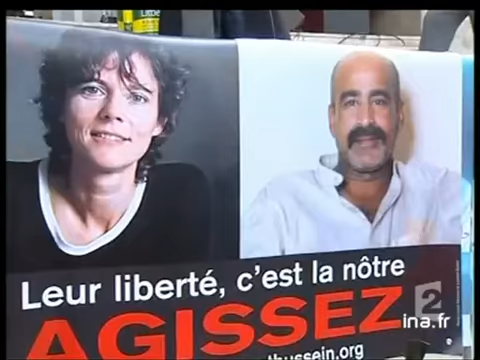 Leur liberté, c'est la nôtre
AGISSEZ
thussein.org
2
ina.fr